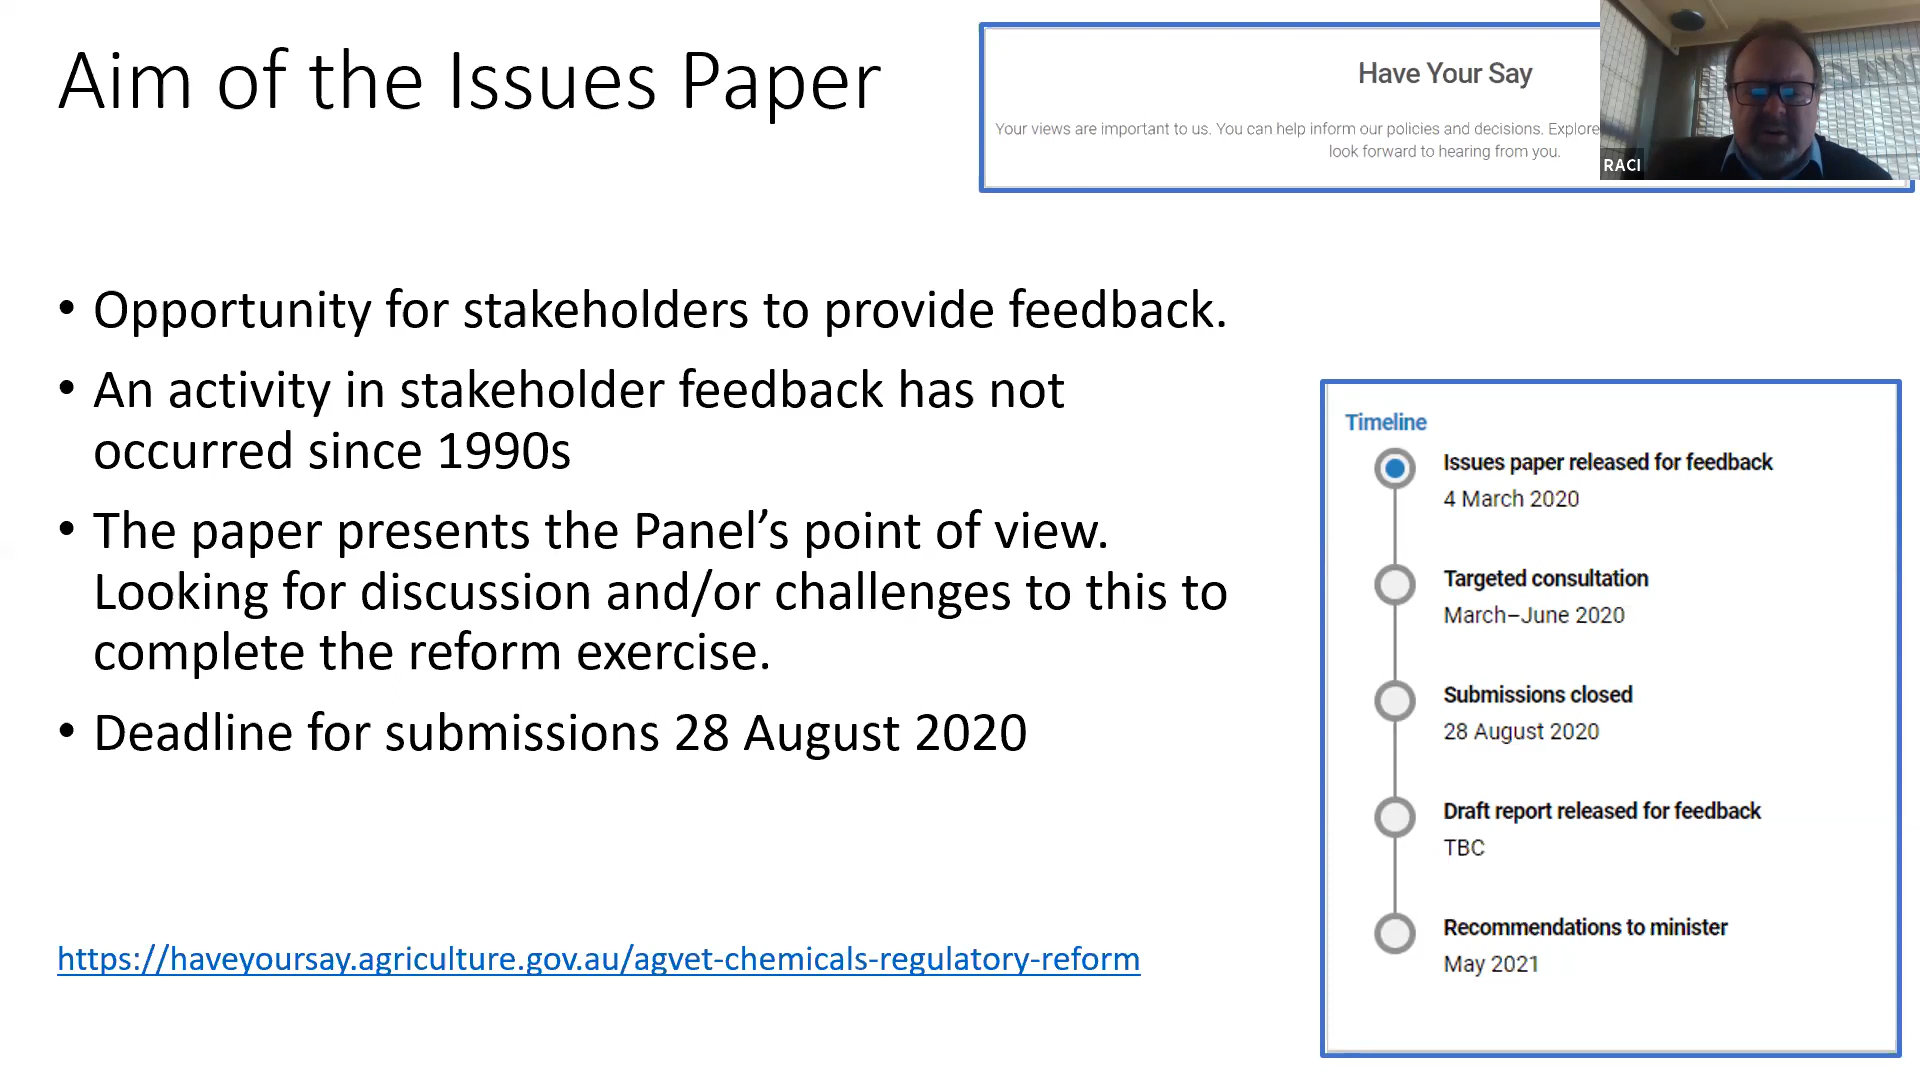 Aim of the Issues Paper
Have Your Say
Your views are important to us. You can help inform our policies and decisions. Explore
look forward to hearing from you.
RACI
• Opportunity for stakeholders to provide feedback.
• An activity in stakeholder feedback has not
occurred since 1990s
• The paper presents the Panel’s point of view.
Looking for discussion and/or challenges to this to
complete the reform exercise.
• Deadline for submissions 28 August 2020
https://haveyoursay.agriculture.gov.au/agvet-chemicals-regulatory-reform
Timeline
Issues paper released for feedback
4 March 2020
Targeted consultation
March–June 2020
Submissions closed
28 August 2020
Draft report released for feedback
TBC
Recommendations to minister
May 2021